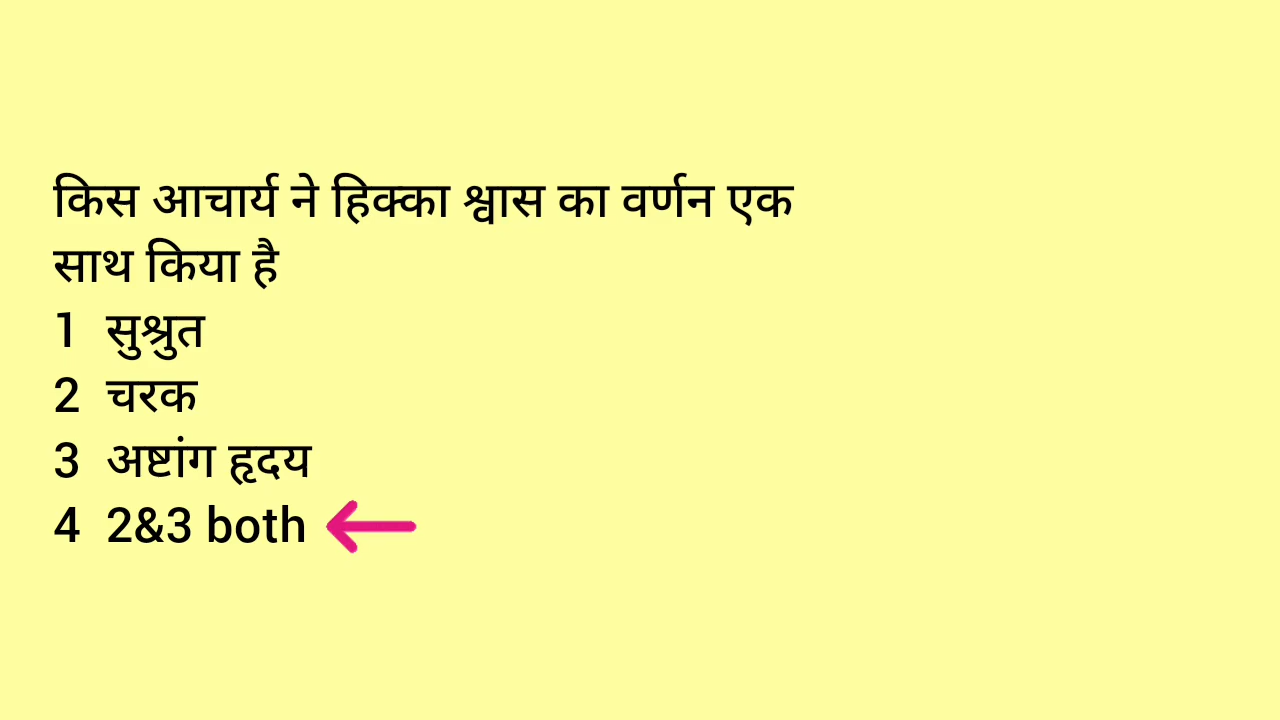 किस आचार्य ने हिक्का श्वास का वर्णन एक
साथ किया है
1 सुश्रुत
2 चरक
3 अष्टांग हृदय
4 2&3 both